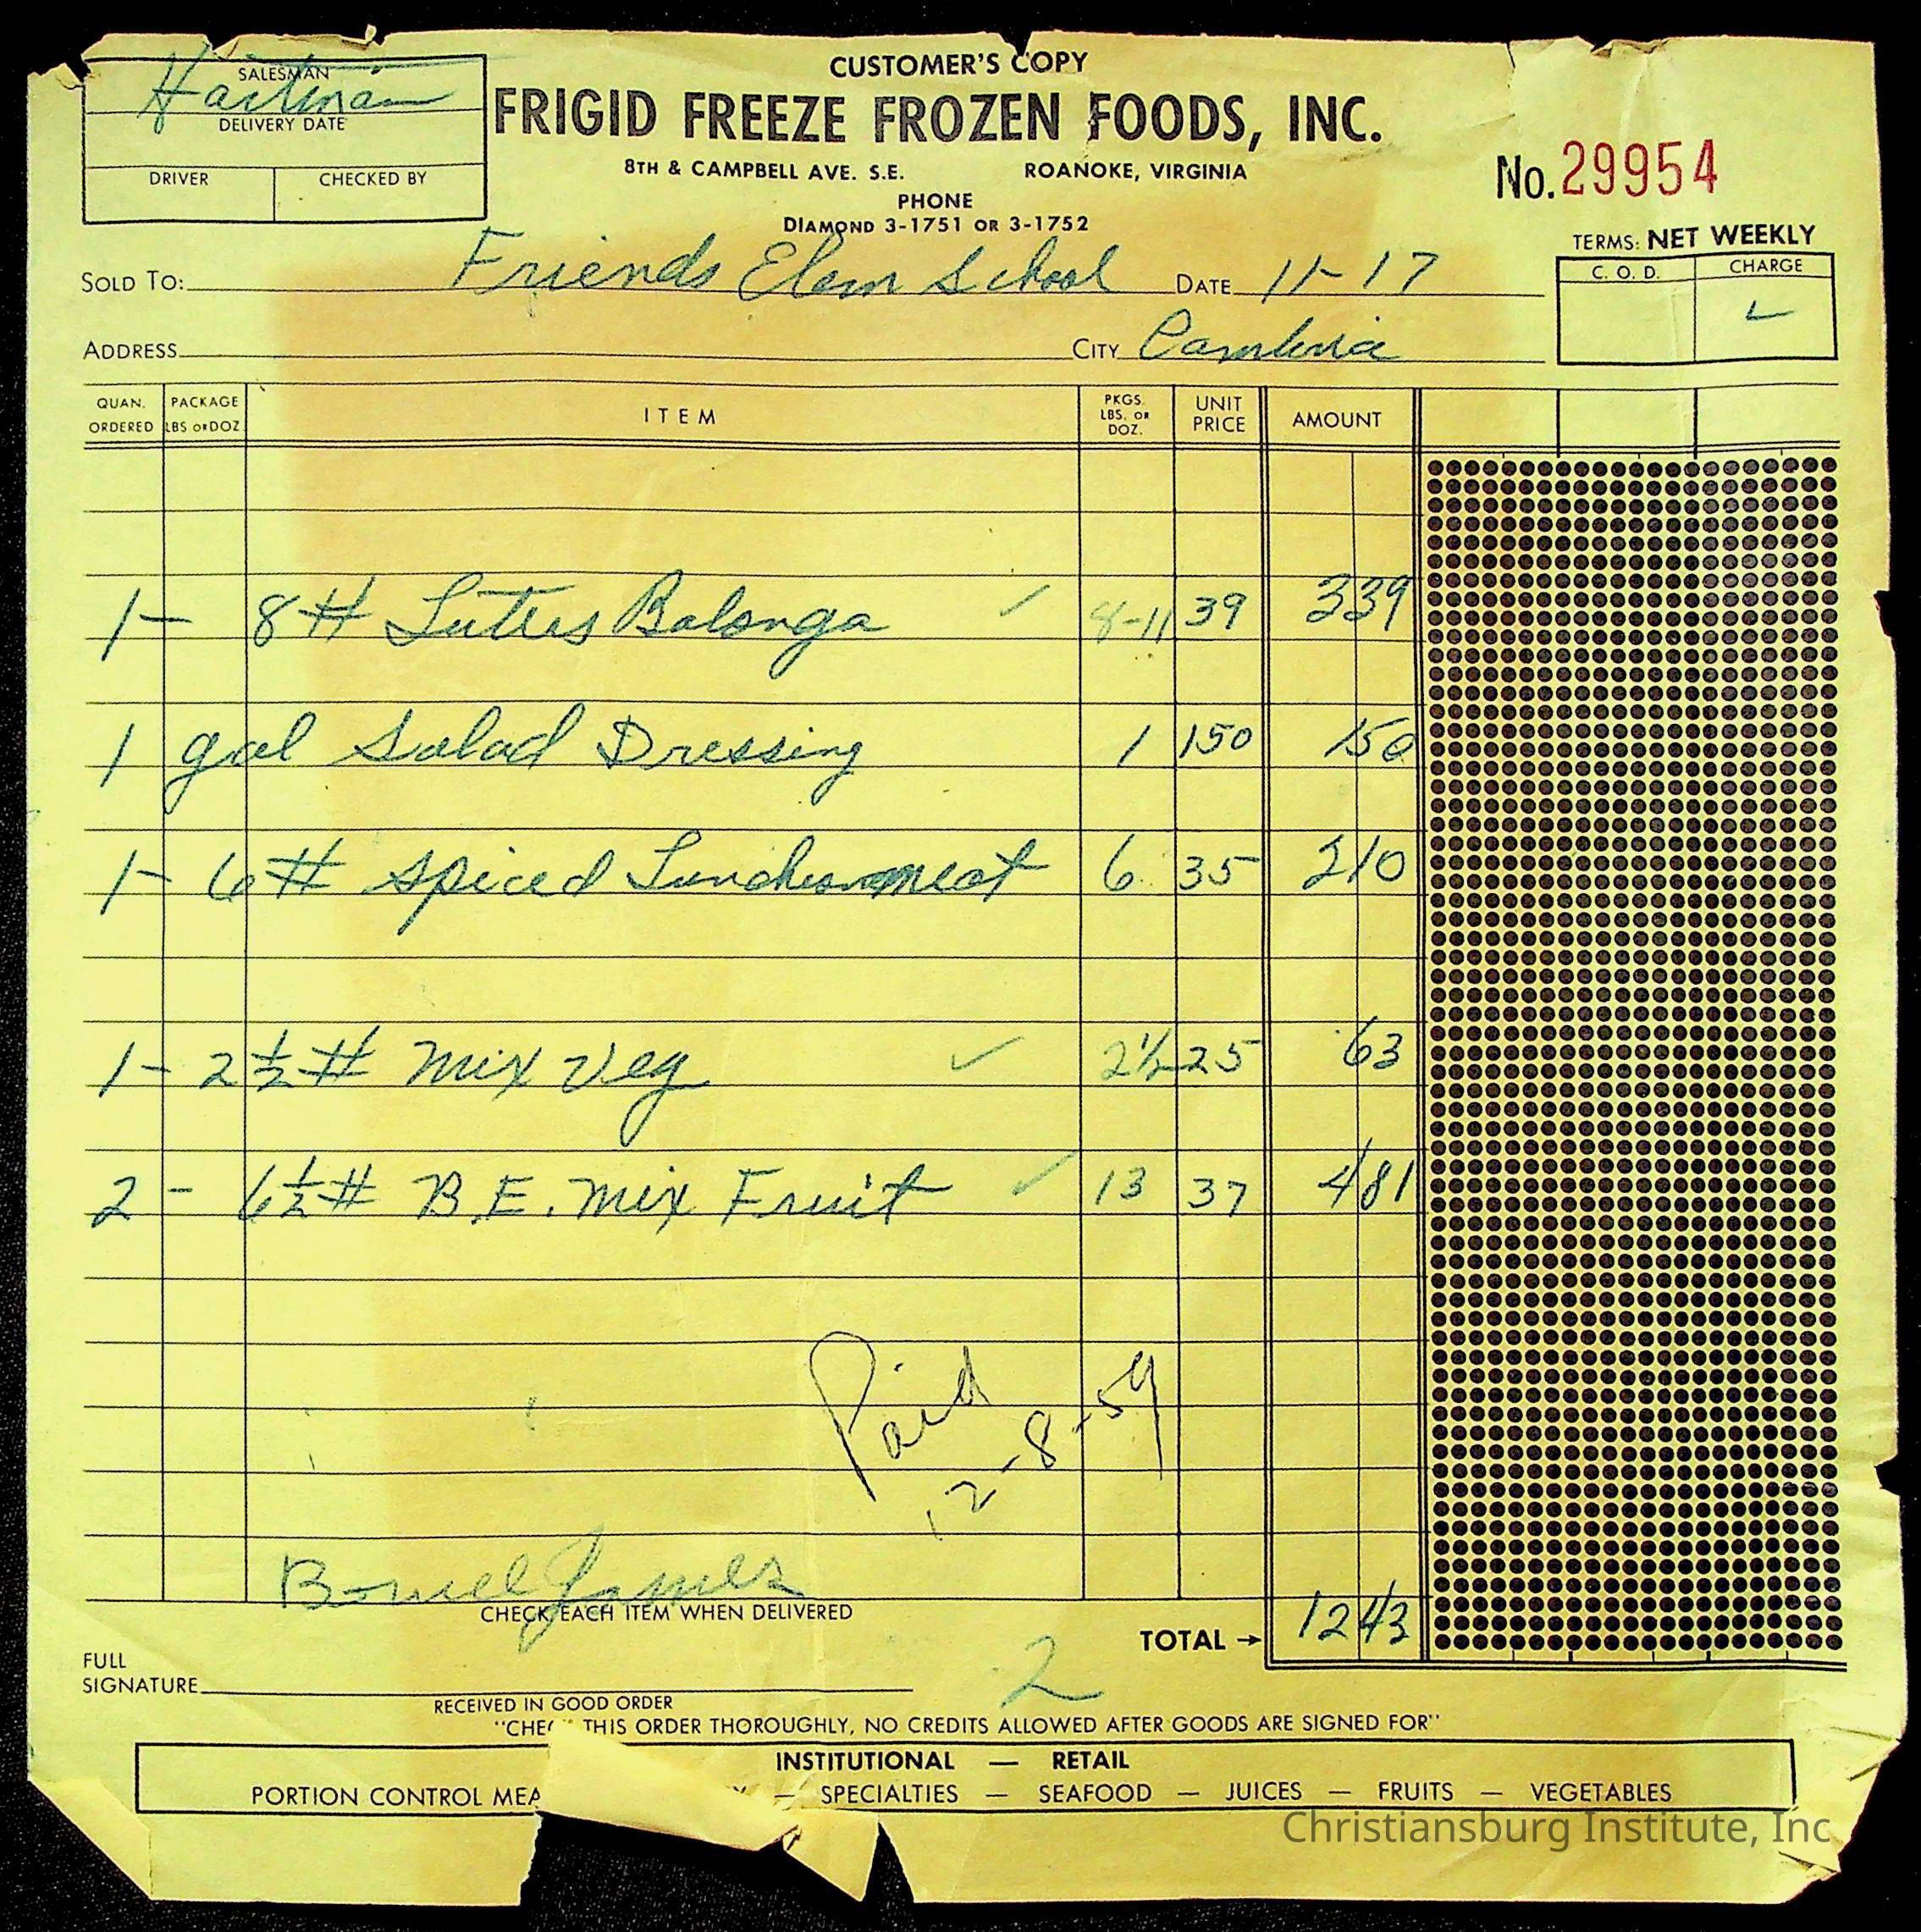 CUSTOMER'S COPY
SALESMAN
Hartman
DELIVERY DATE
DRIVER CHECKED BY
FRIGID FREEZE FROZEN FOODS, INC.
8TH & CAMPBELL AVE. S.E. ROANOKE, VIRGINIA
PHONE
DIAMOND 3-1751 OR 3-1752
No. 29954
TERMS: NET WEEKLY
C. O. D. CHARGE
✓
SOLD TO: Friends Elem School DATE 11-17
ADDRESS CITY Cambria
QUAN. ORDERED PACKAGE LBS OR DOZ. ITEM PKGS. LBS. OR DOZ. UNIT PRICE AMOUNT
1- 8# Luters Balonga ✓ 8-11 39 339
1 gal Salad Dressing 1 150 150
1- 6# Spiced Luncheonmeat 6 35 210
1- 2½# Mix Veg ✓ 2½ 25 63
2 - 6½# B.E. Mix Fruit ✓ 13 37 481
Paid
12-8-59
James
CHECK EACH ITEM WHEN DELIVERED
TOTAL → 1243
2
FULL
SIGNATURE
RECEIVED IN GOOD ORDER
"CHEC" THIS ORDER THOROUGHLY, NO CREDITS ALLOWED AFTER GOODS ARE SIGNED FOR"
INSTITUTIONAL — RETAIL
PORTION CONTROL MEA — SPECIALTIES — SEAFOOD — JUICES — FRUITS — VEGETABLES
Christiansburg Institute, Inc